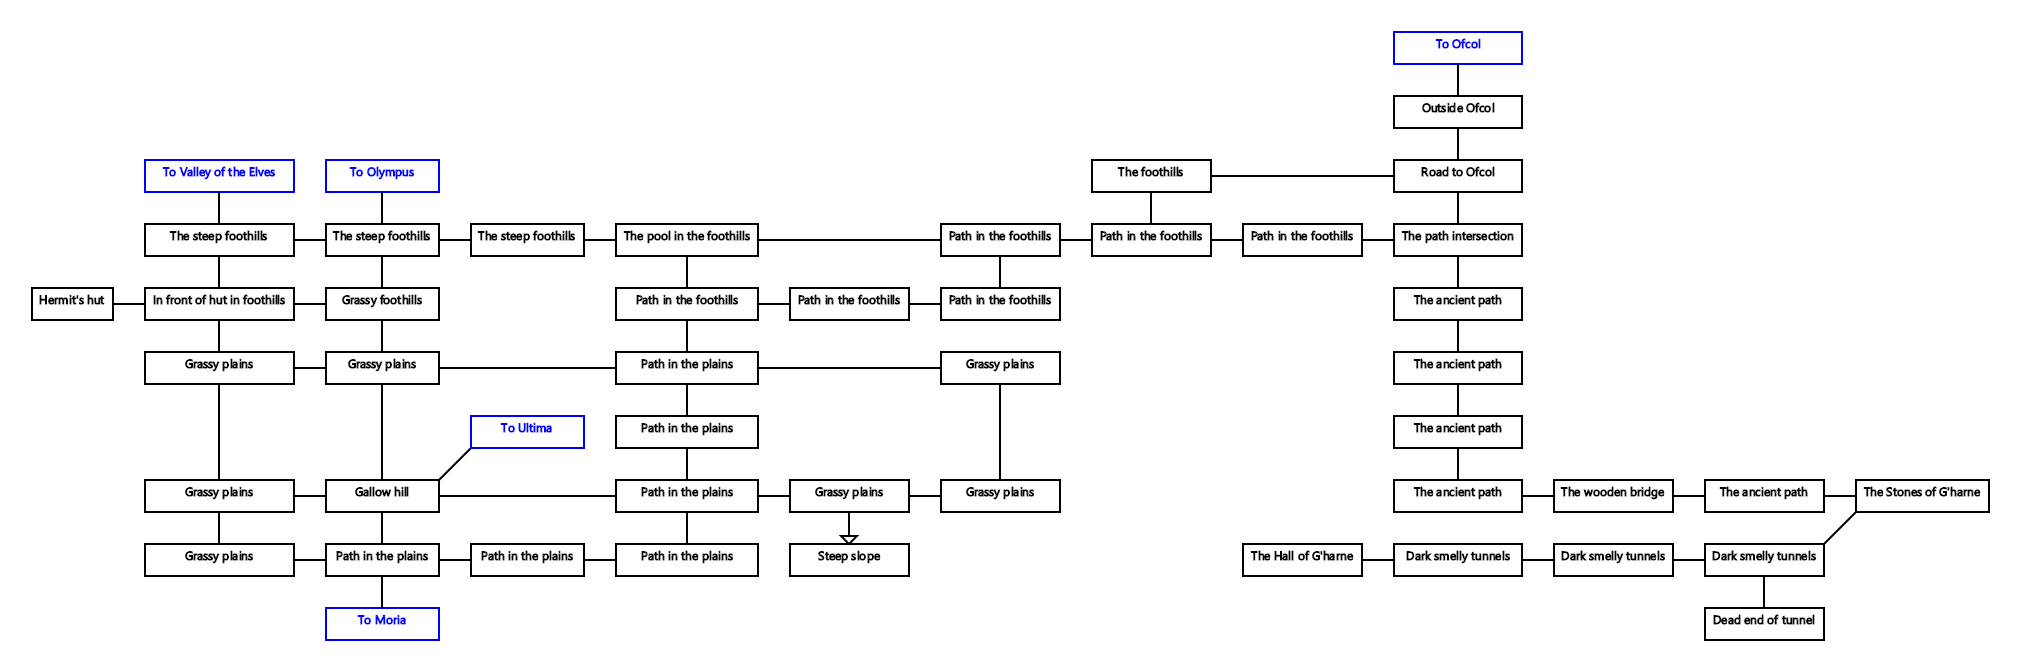 To Ofcol
Outside Ofcol
To Valley of the Elves
To Olympus
The foothills
Road to Ofcol
The steep foothills
The steep foothills
The steep foothills
The pool in the foothills
Path in the foothills
Path in the foothills
Path in the foothills
The path intersection
Hermit's hut
In front of hut in foothills
Grassy foothills
Path in the foothills
Path in the foothills
Path in the foothills
The ancient path
Grassy plains
Grassy plains
Path in the plains
Grassy plains
The ancient path
To Ultima
Path in the plains
The ancient path
Grassy plains
Gallow hill
Path in the plains
Grassy plains
Grassy plains
The ancient path
The wooden bridge
The ancient path
The Stones of G'harne
Grassy plains
Path in the plains
Path in the plains
Path in the plains
Steep slope
The Hall of G'harne
Dark smelly tunnels
Dark smelly tunnels
Dark smelly tunnels
To Moria
Dead end of tunnel